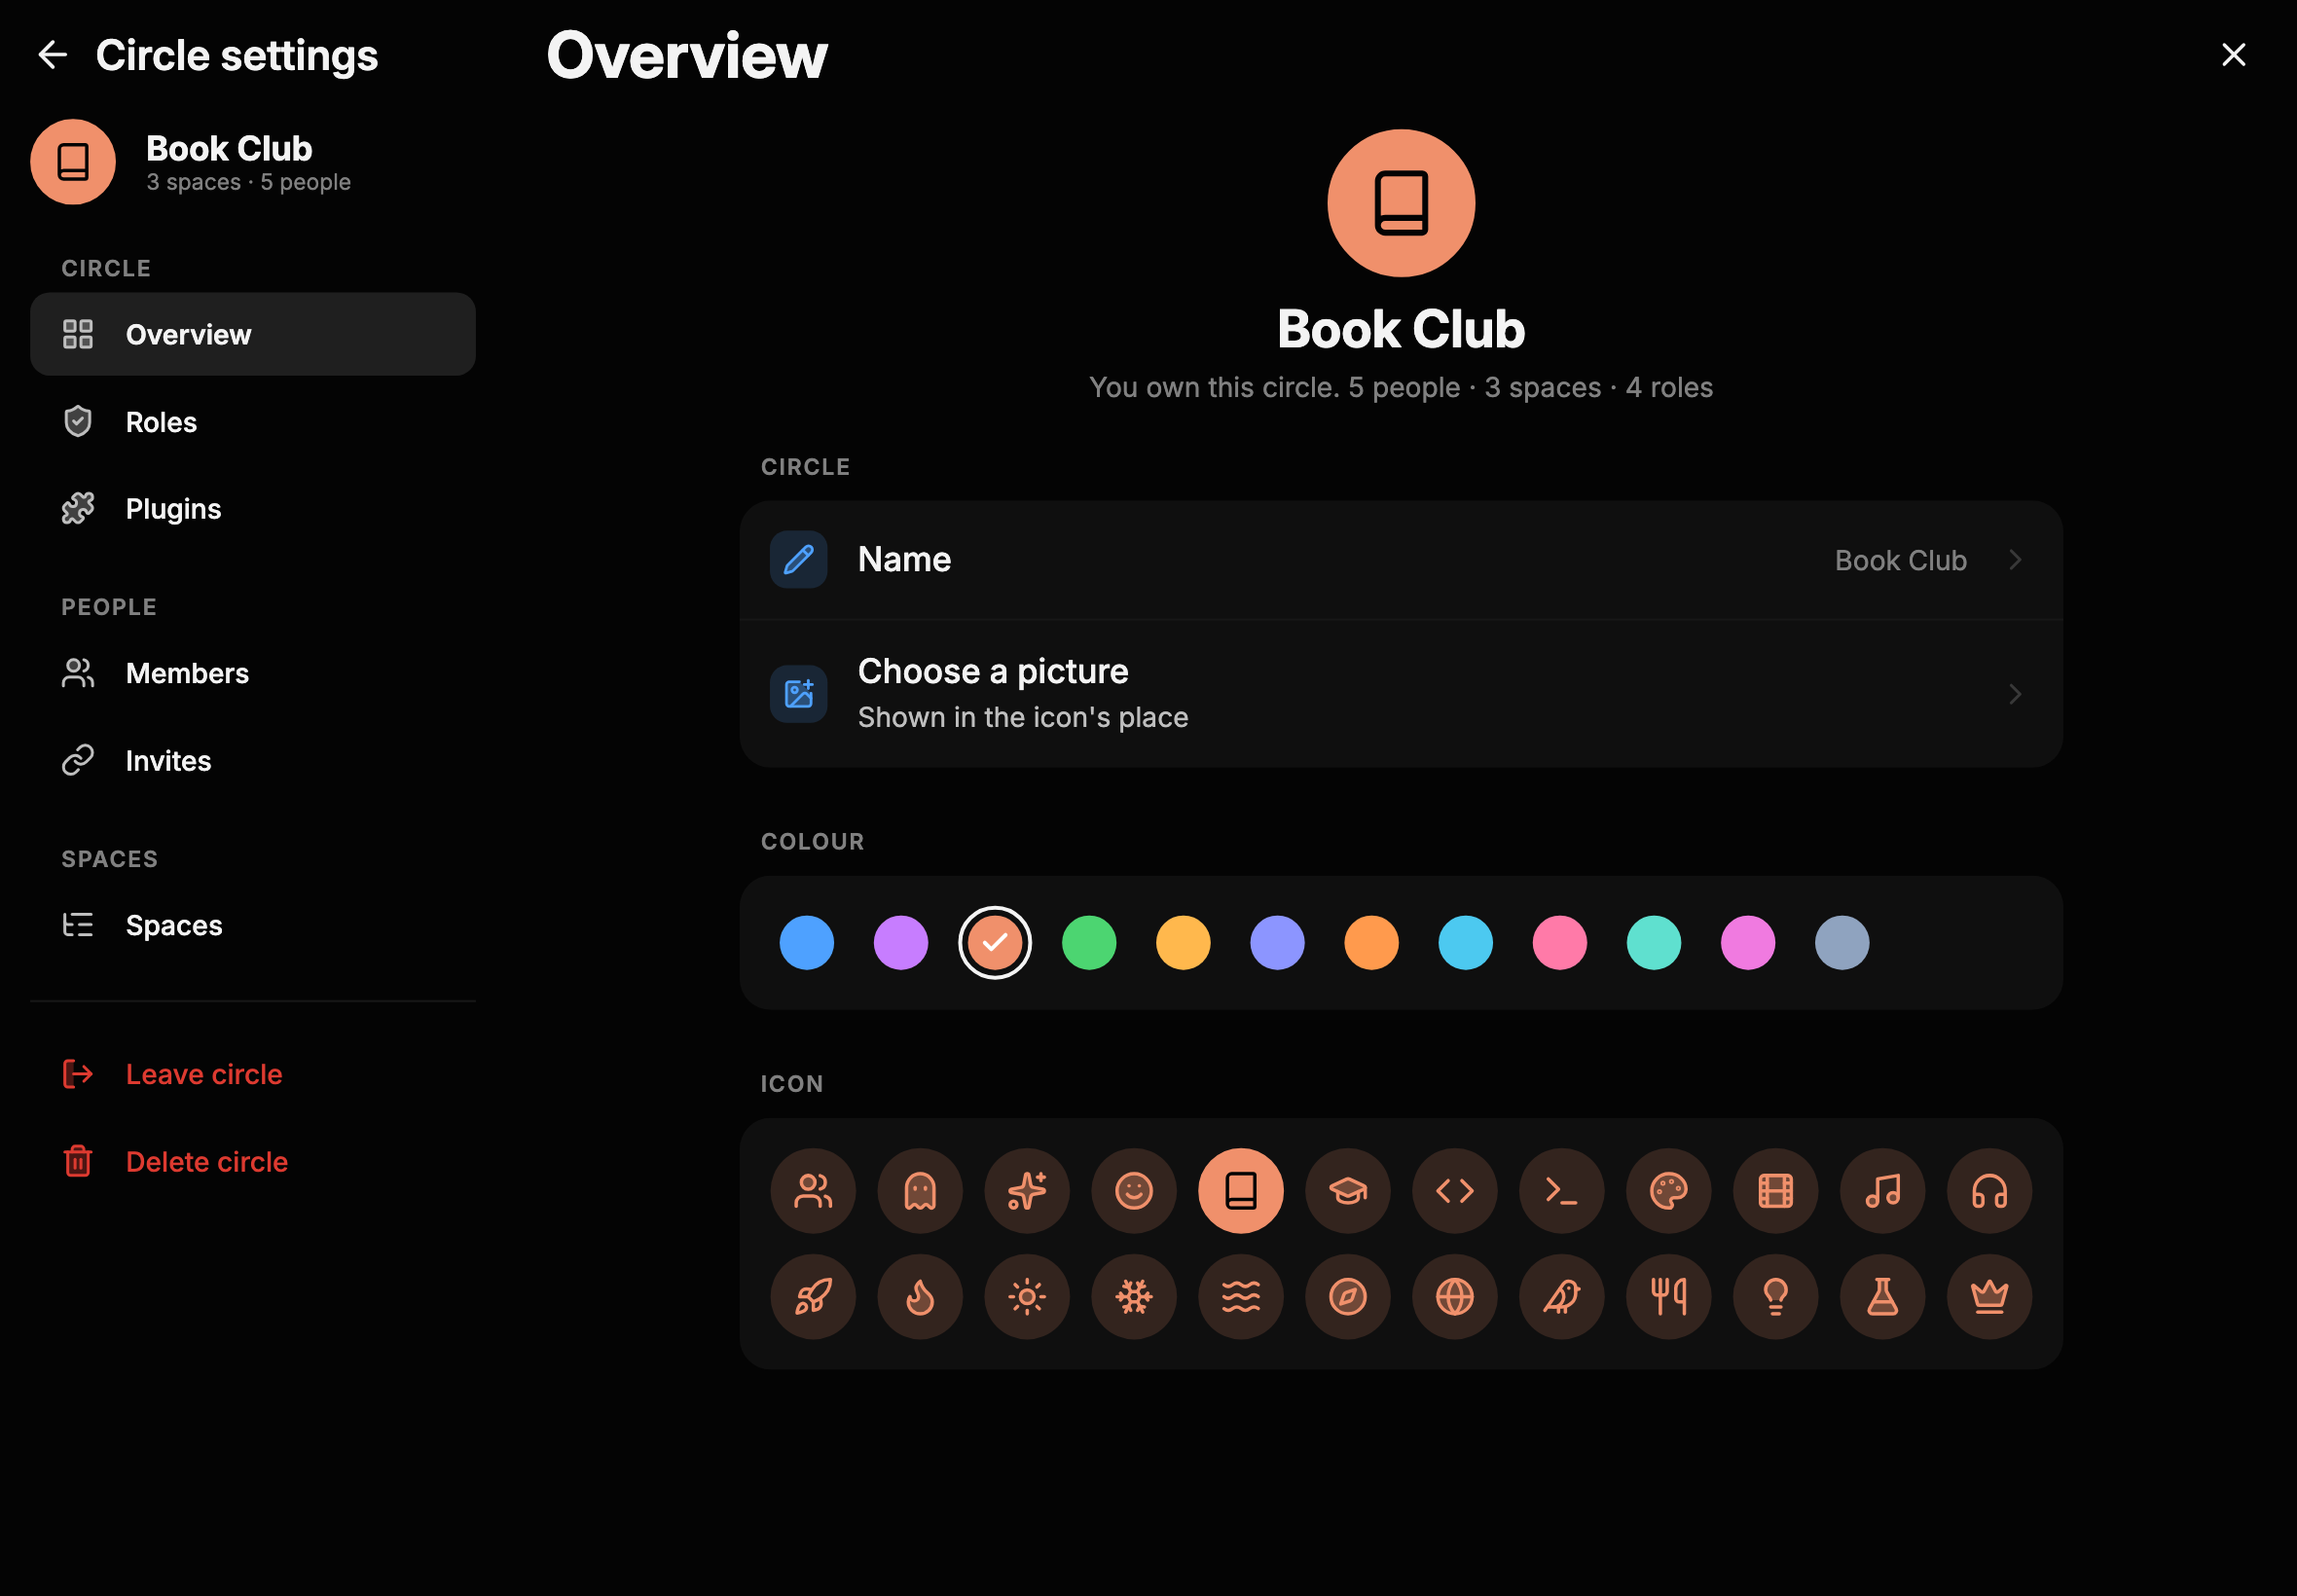 Circle settings
Book Club
3 spaces · 5 people
CIRCLE
Overview
Roles
Plugins
PEOPLE
Members
Invites
SPACES
Spaces
Leave circle
Delete circle
Overview
Book Club
You own this circle. 5 people · 3 spaces · 4 roles
CIRCLE
Name
Book Club
Choose a picture
Shown in the icon's place
COLOUR
ICON